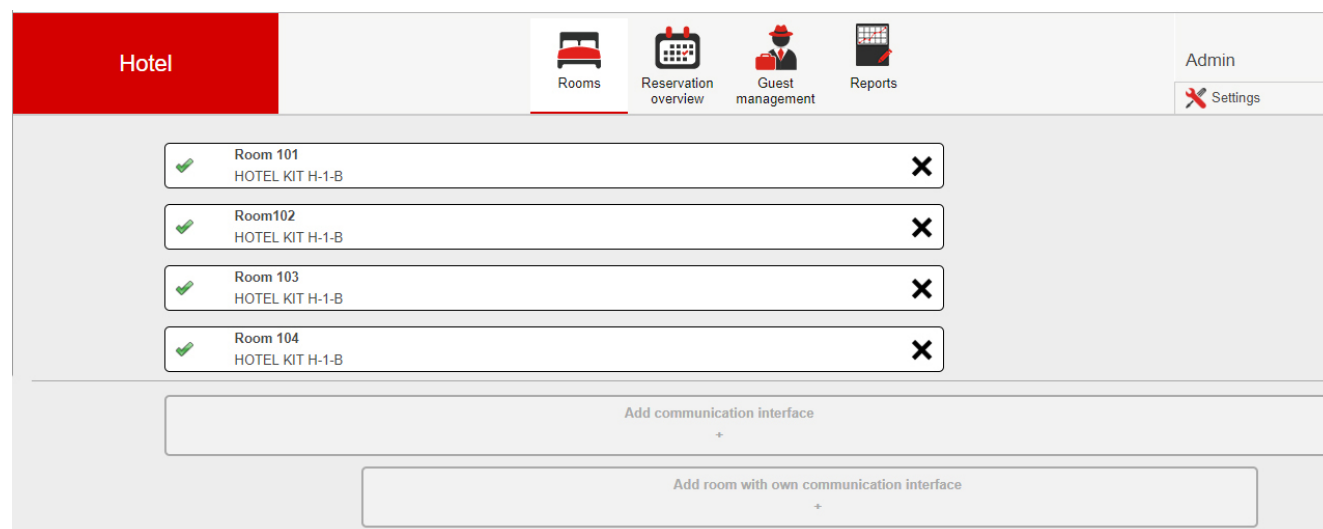 Hotel
Rooms
Reservation
overview
Guest
management
Reports
Admin
Settings
Room 101
HOTEL KIT H-1-B
Room102
HOTEL KIT H-1-B
Room 103
HOTEL KIT H-1-B
Room 104
HOTEL KIT H-1-B
Add communication interface
+
Add room with own communication interface
+